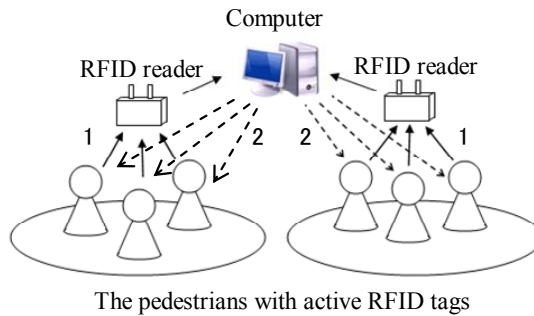 Computer
RFID reader
RFID reader
1
2
2
1
The pedestrians with active RFID tags